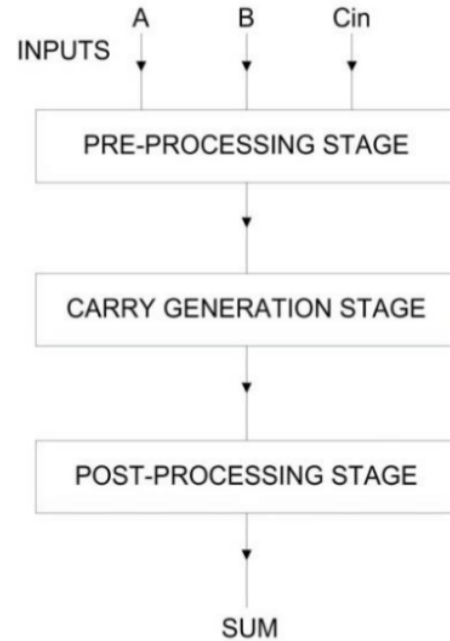 A B Cin
INPUTS
PRE-PROCESSING STAGE
CARRY GENERATION STAGE
POST-PROCESSING STAGE
SUM